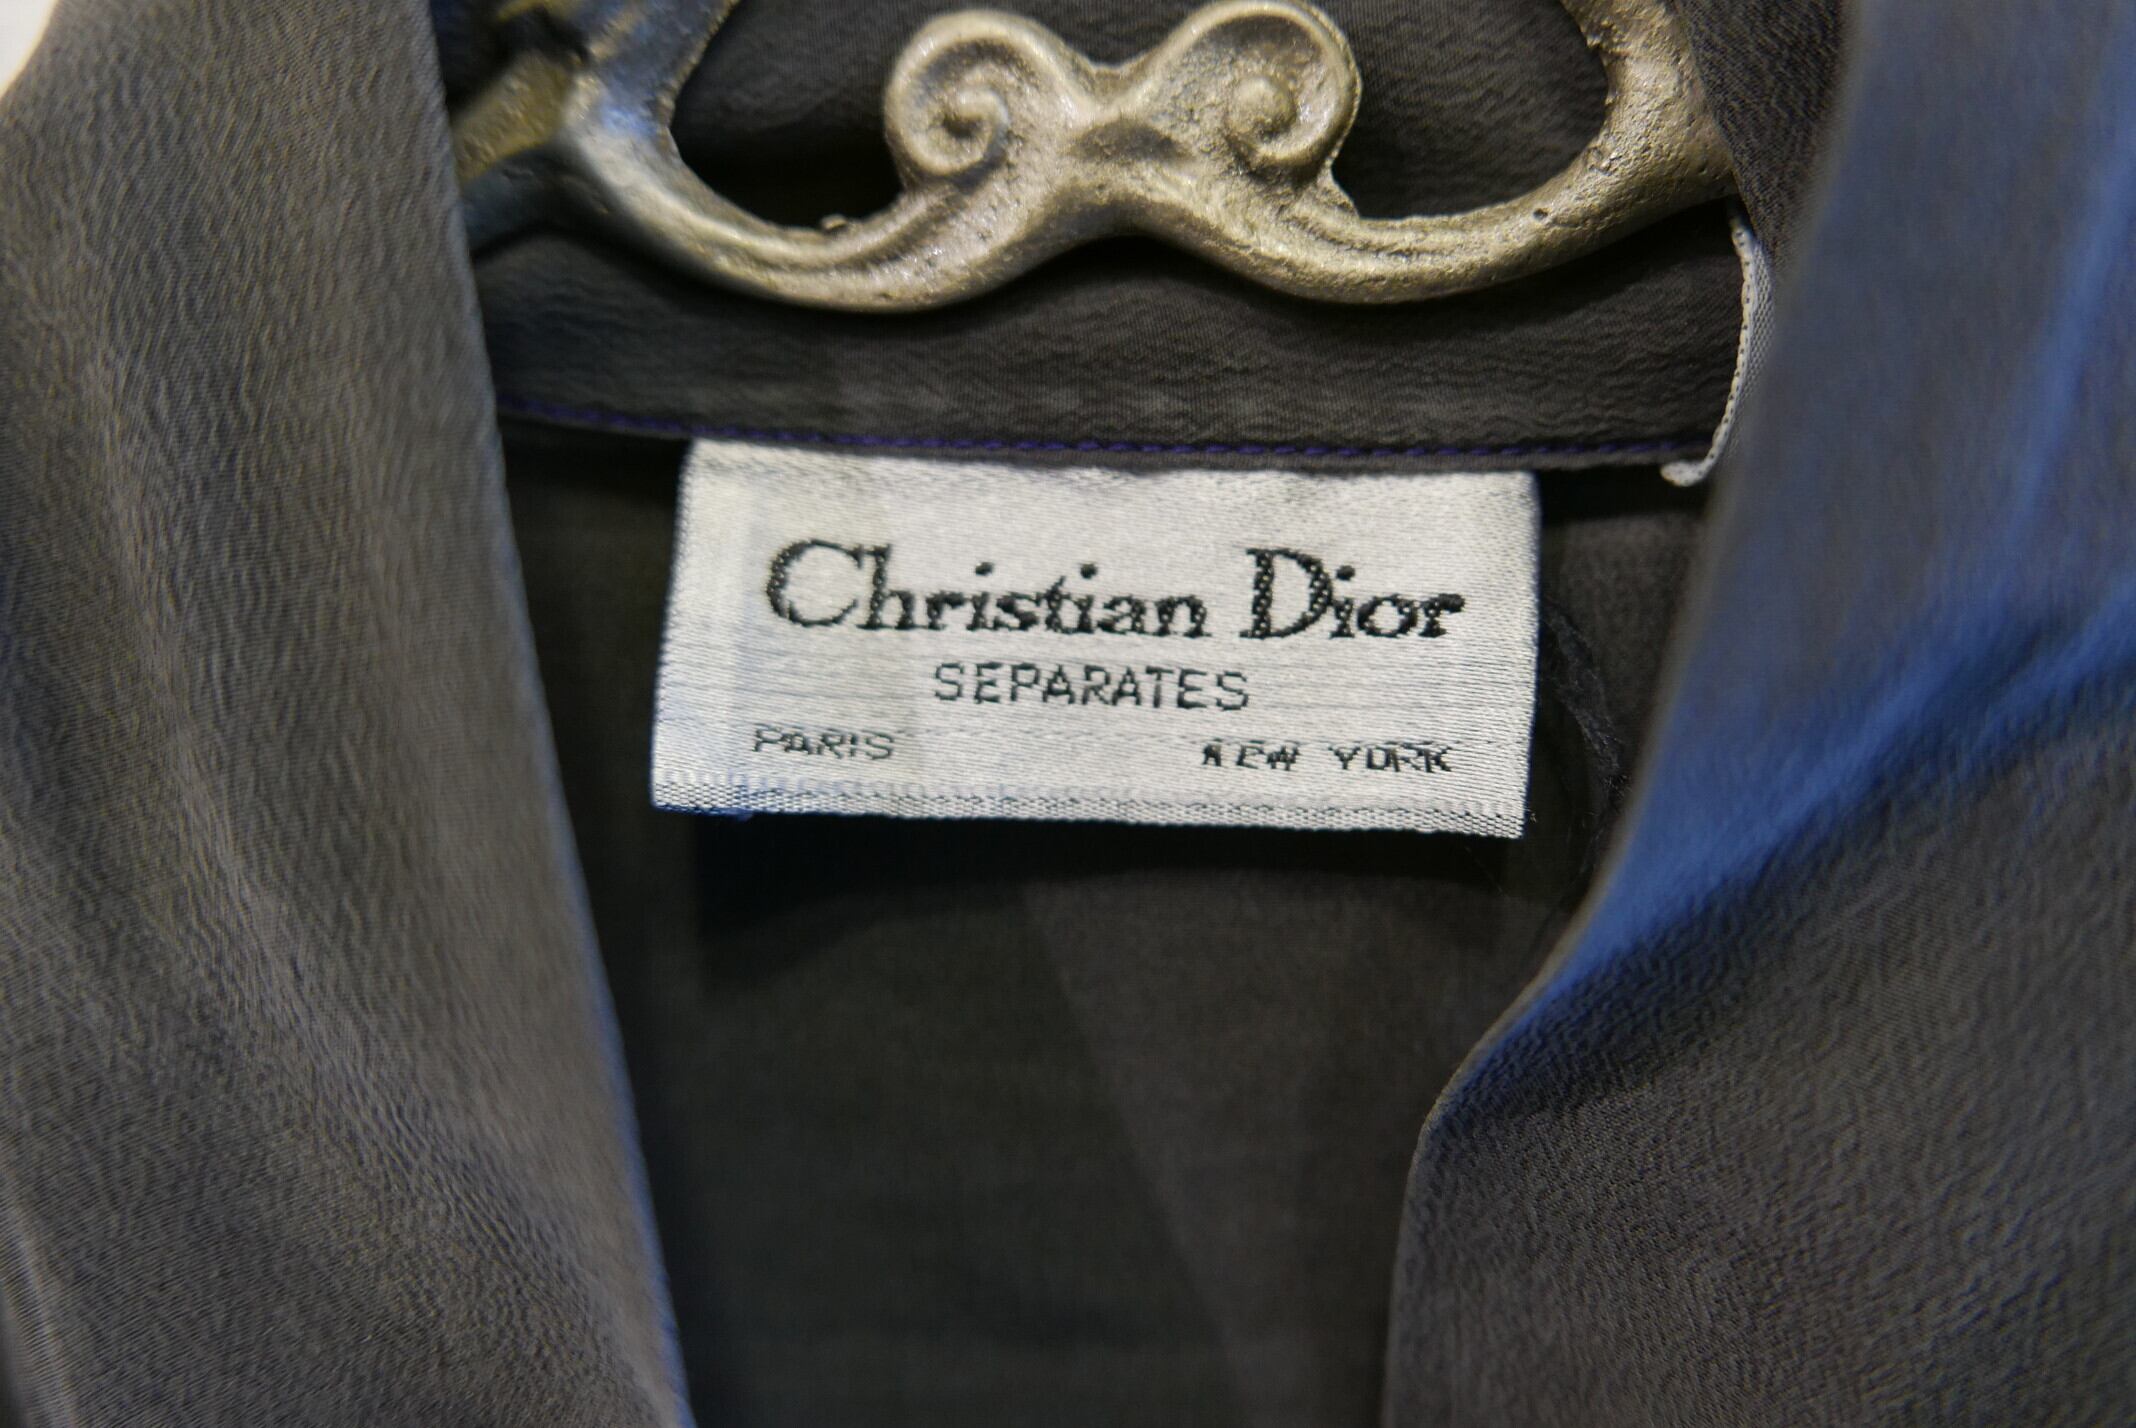 Christian Dior
SEPARATES
PARIS NEW YORK